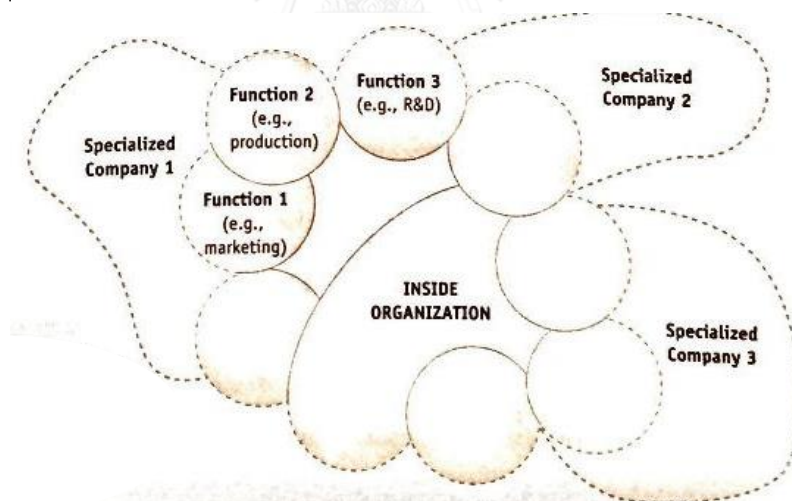 Function 3
(e.g., R&D)
Function 2
(e.g.,
production)
Specialized
Company 2
Specialized
Company 1
Function 1
(e.g.,
marketing)
INSIDE
ORGANIZATION
Specialized
Company 3